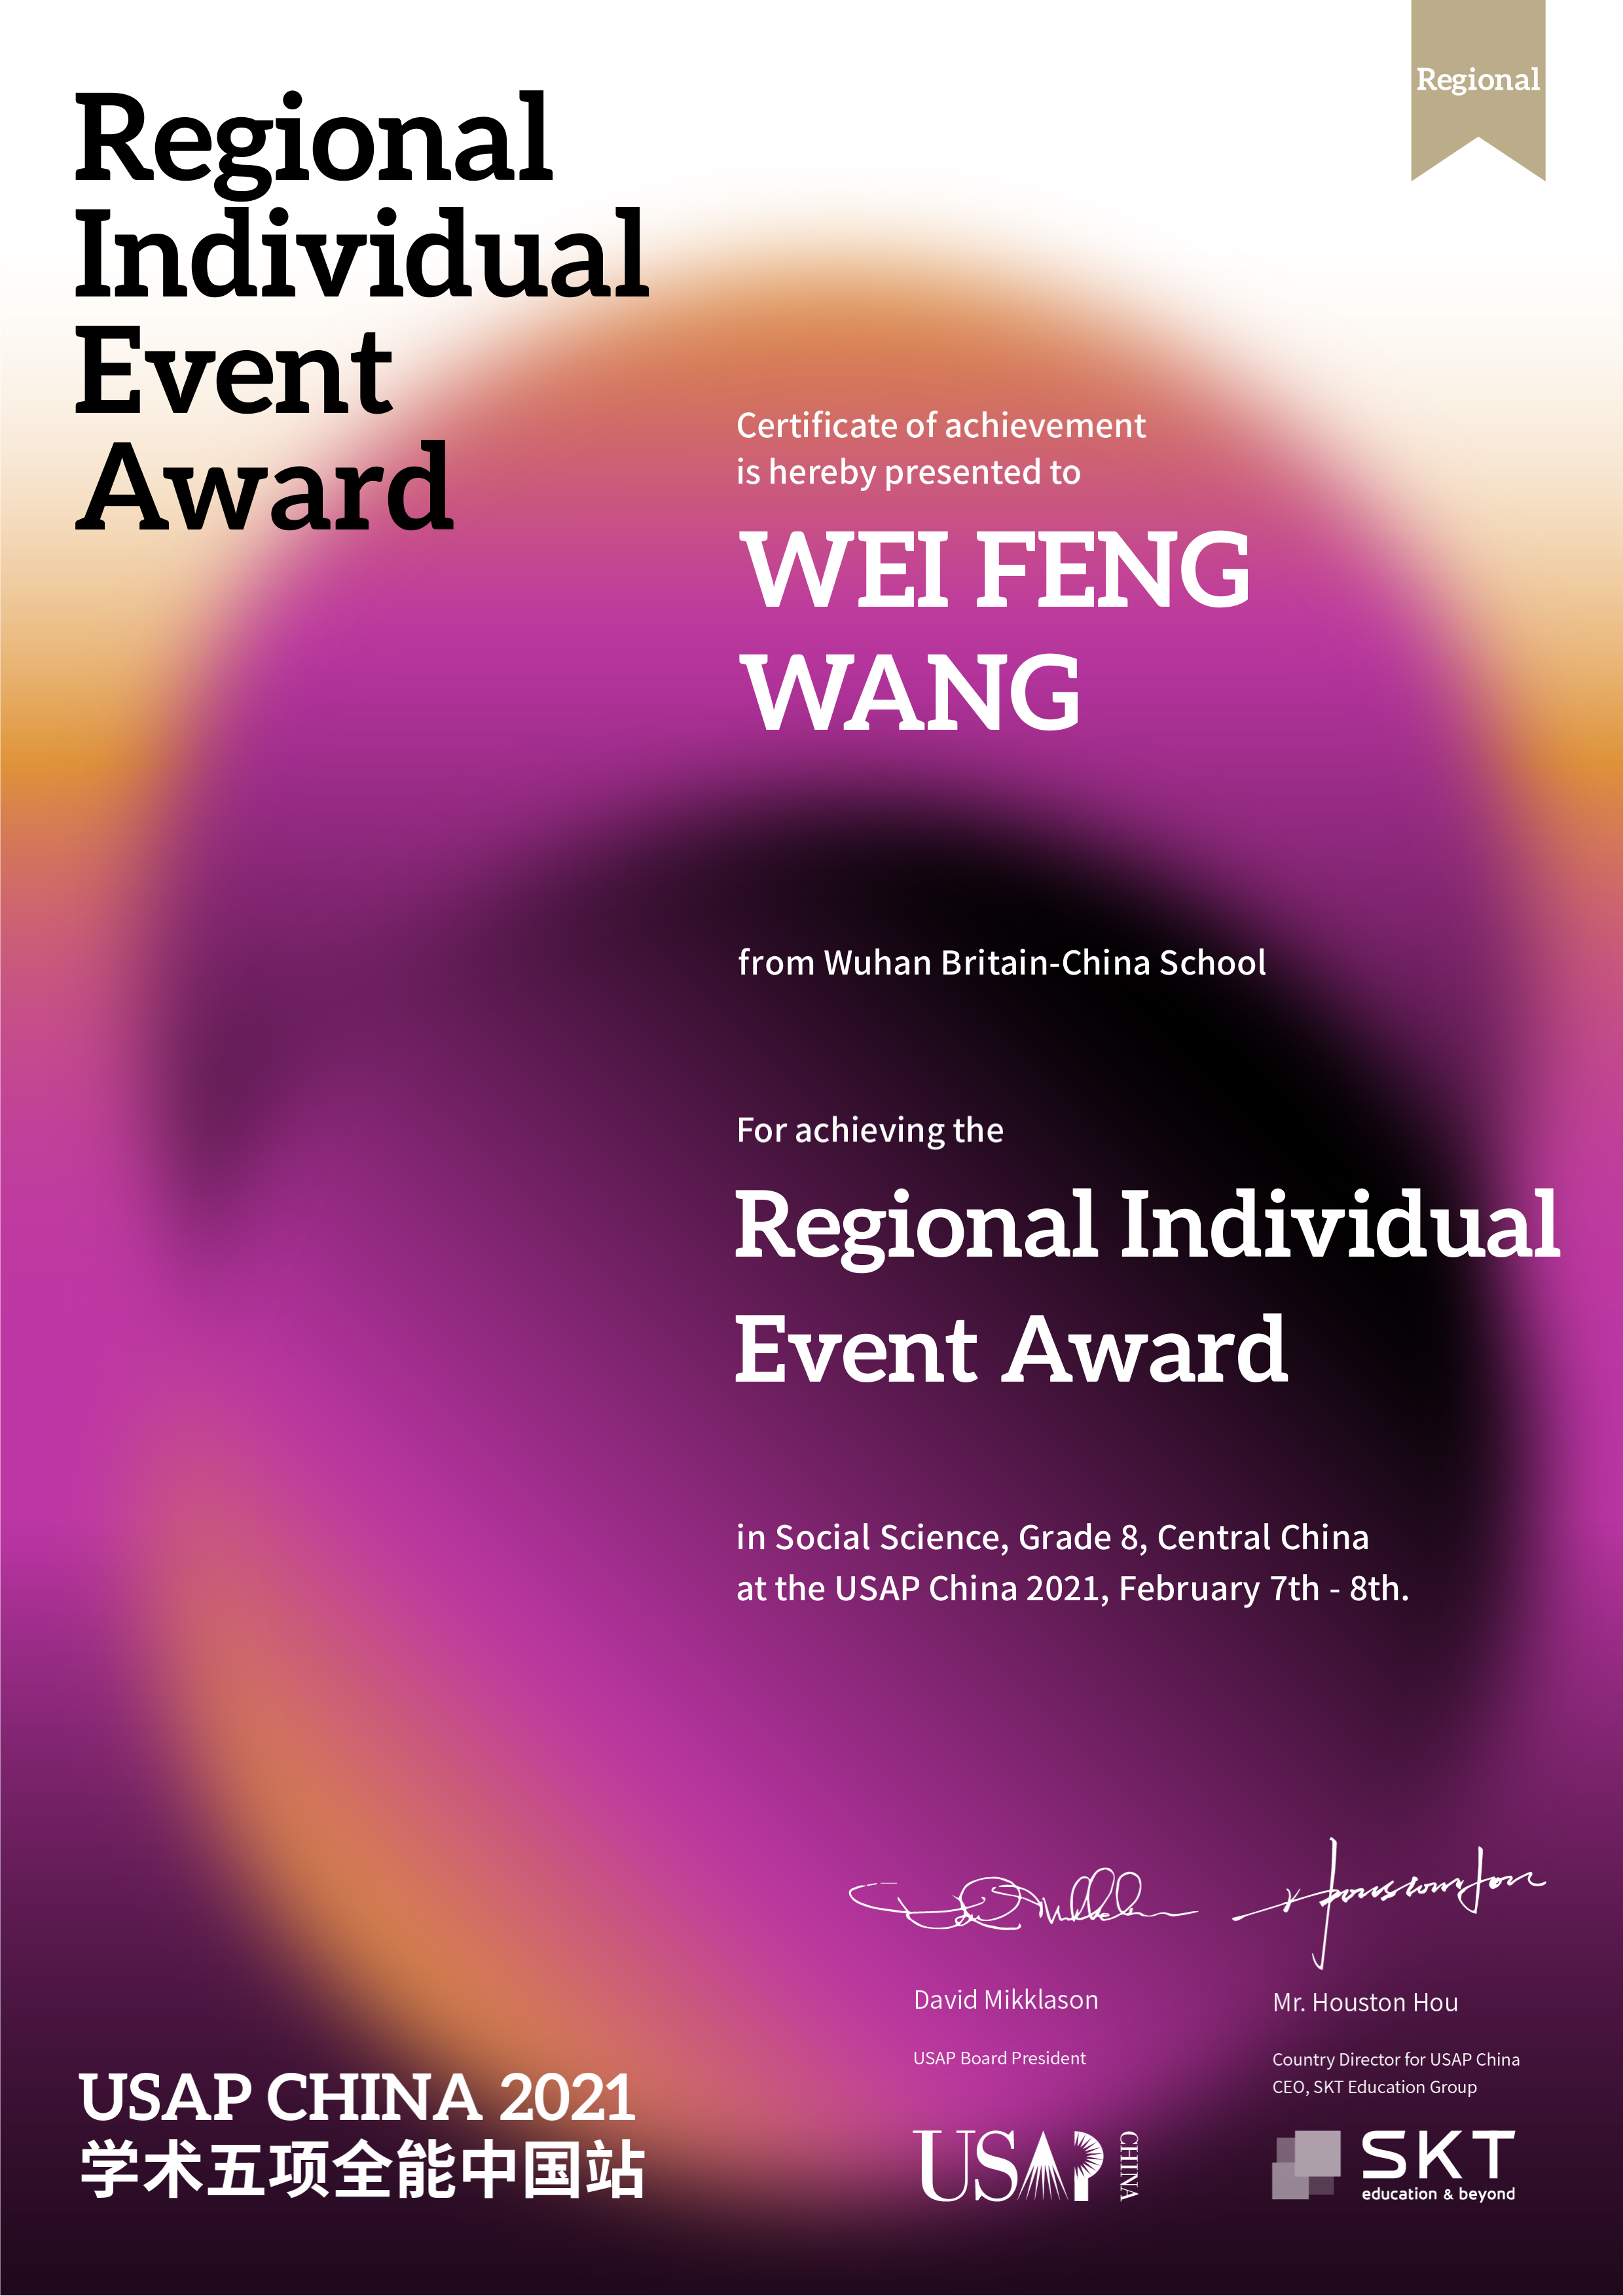 Regional
Regional
Individual
Event
Award
Certificate of achievement
is hereby presented to
WEI FENG
WANG
from Wuhan Britain-China School
For achieving the
Regional Individual
Event Award
in Social Science, Grade 8, Central China
at the USAP China 2021, February 7th - 8th.
David Mikklason
Mr. Houston Hou
USAP Board President
Country Director for USAP China
CEO, SKT Education Group
USAP CHINA 2021
学术五项全能中国站
USAP CHINA
SKT
education & beyond